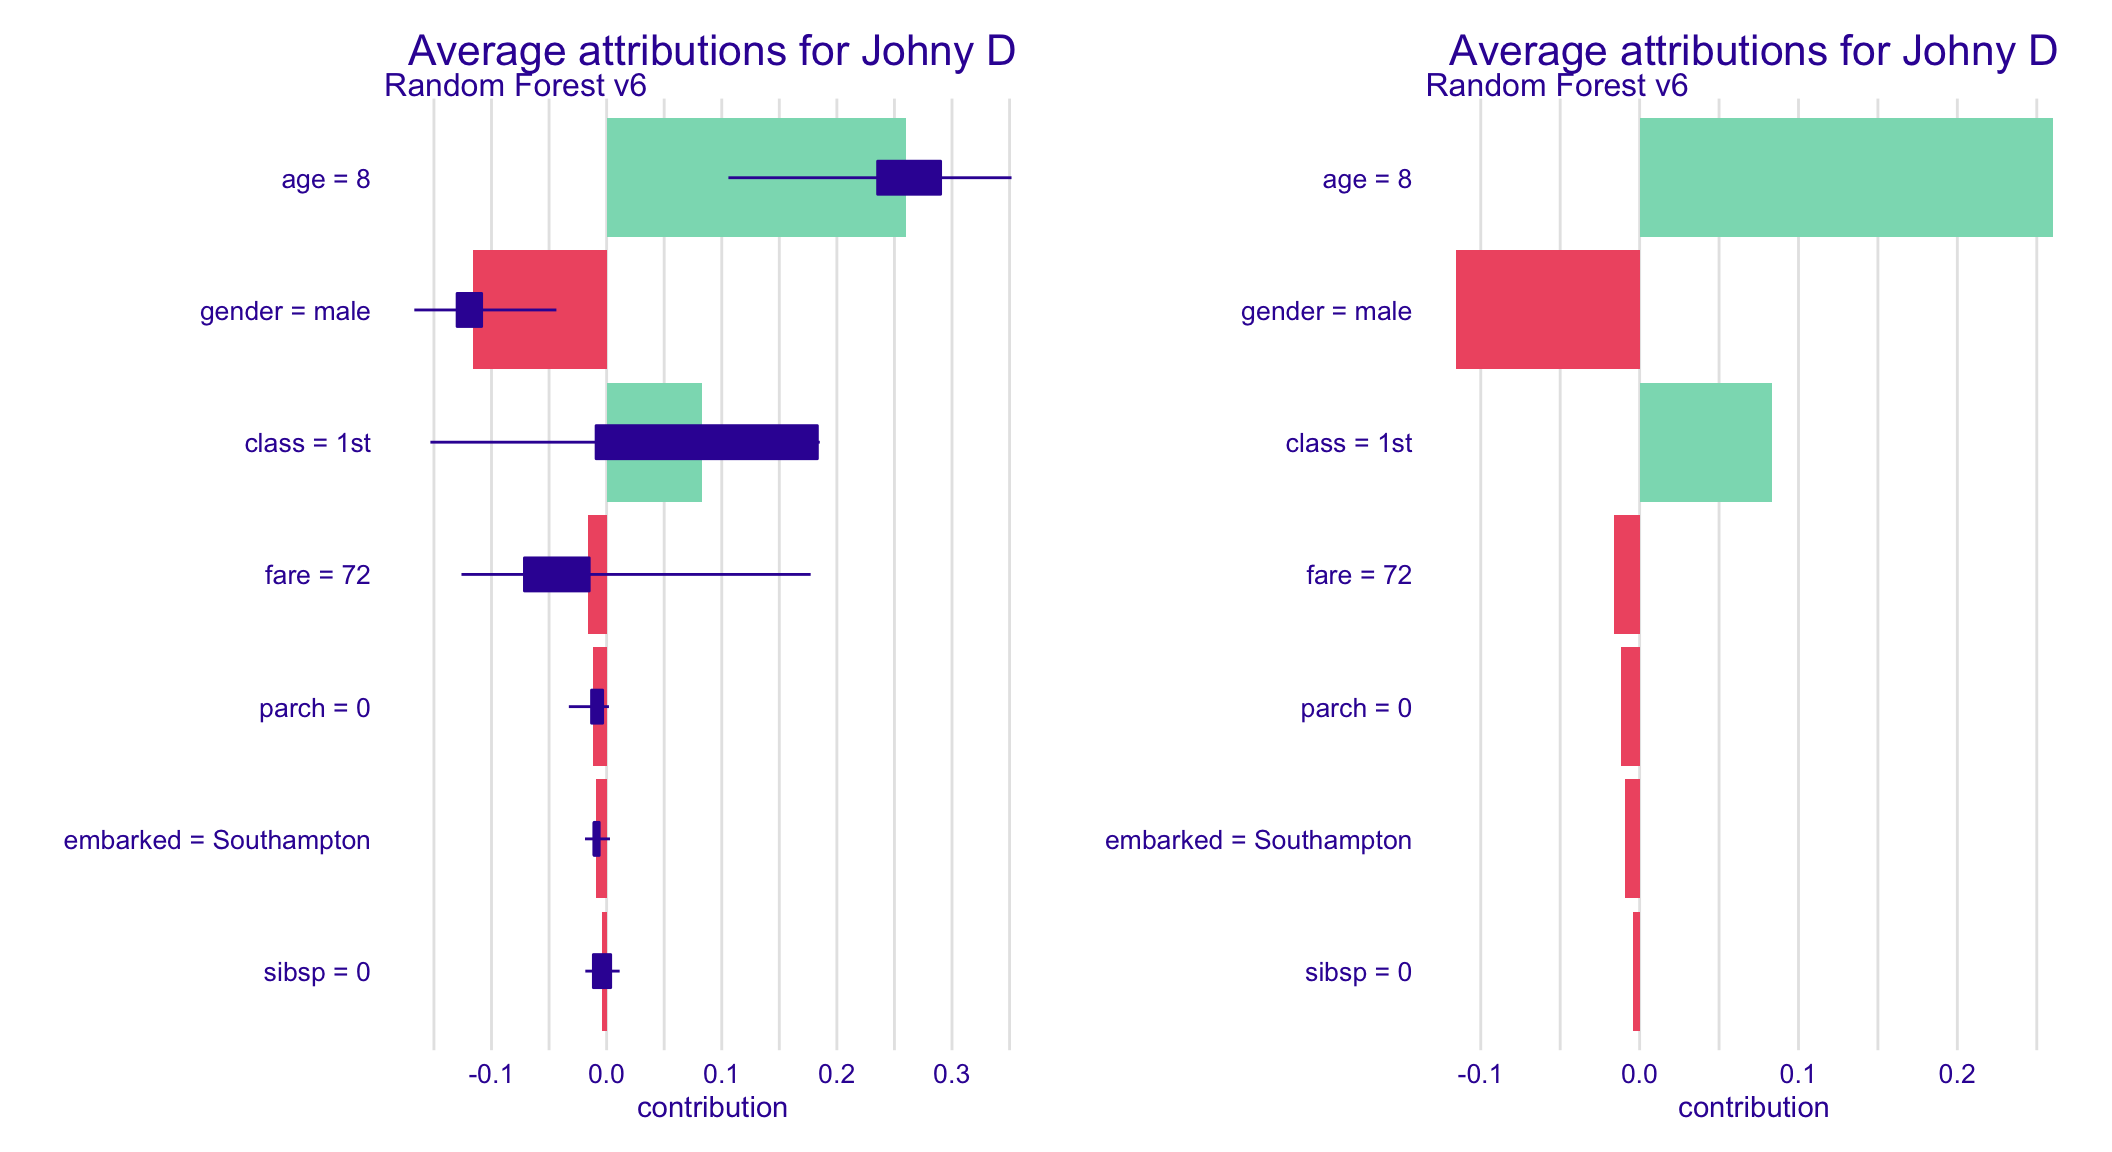 Average attributions for Johny D
Random Forest v6
age = 8
gender = male
class = 1st
fare = 72
parch = 0
embarked = Southampton
sibsp = 0
-0.1 0.0 0.1 0.2 0.3
contribution
Average attributions for Johny D
Random Forest v6
age = 8
gender = male
class = 1st
fare = 72
parch = 0
embarked = Southampton
sibsp = 0
-0.1 0.0 0.1 0.2
contribution